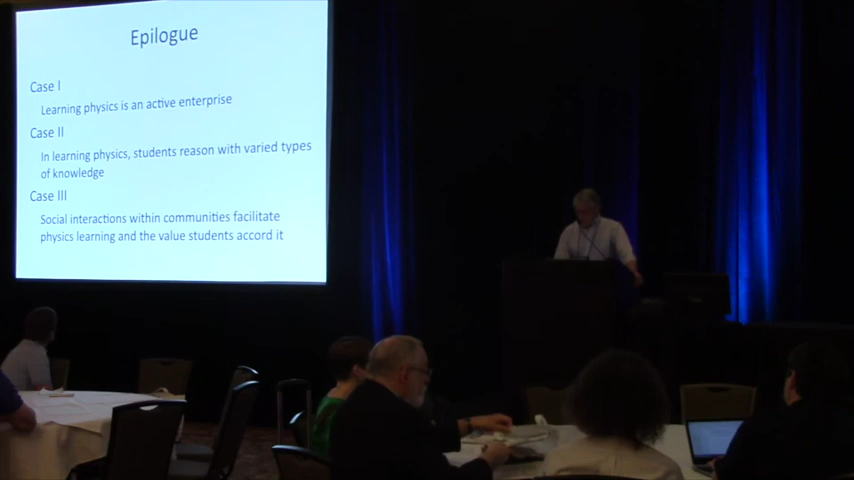 Epilogue
Case I
Learning physics is an active enterprise
Case II
In learning physics, students reason with varied types
of knowledge
Case III
Social interactions within communities facilitate
physics learning and the value students accord it